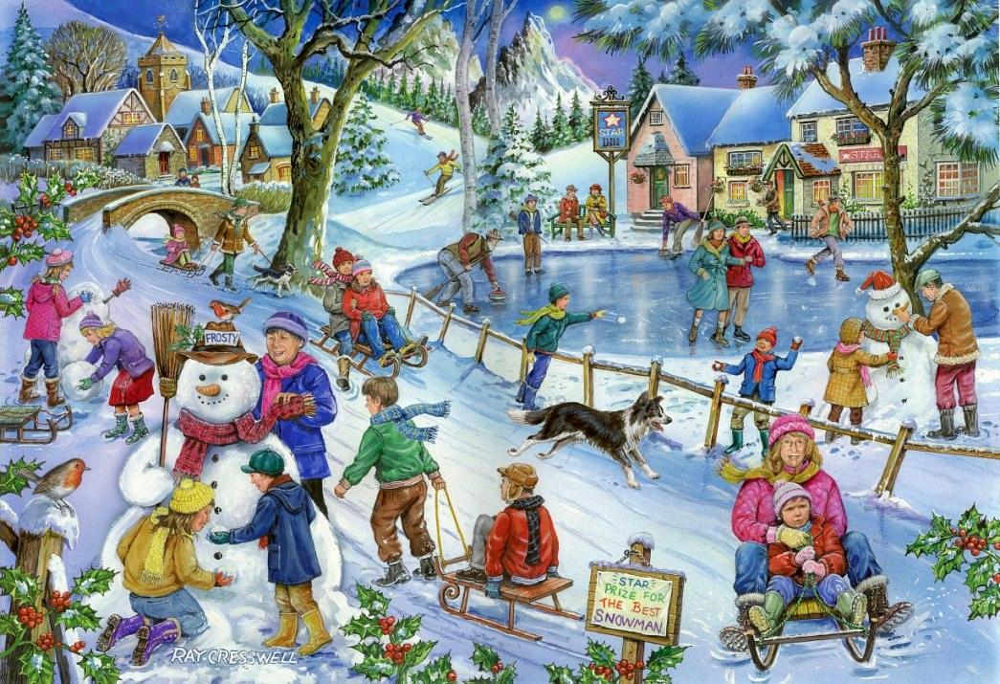 STAR
INN
STAR
FROSTY
STAR
PRIZE FOR
THE BEST
SNOWMAN
RAY CRESSWELL